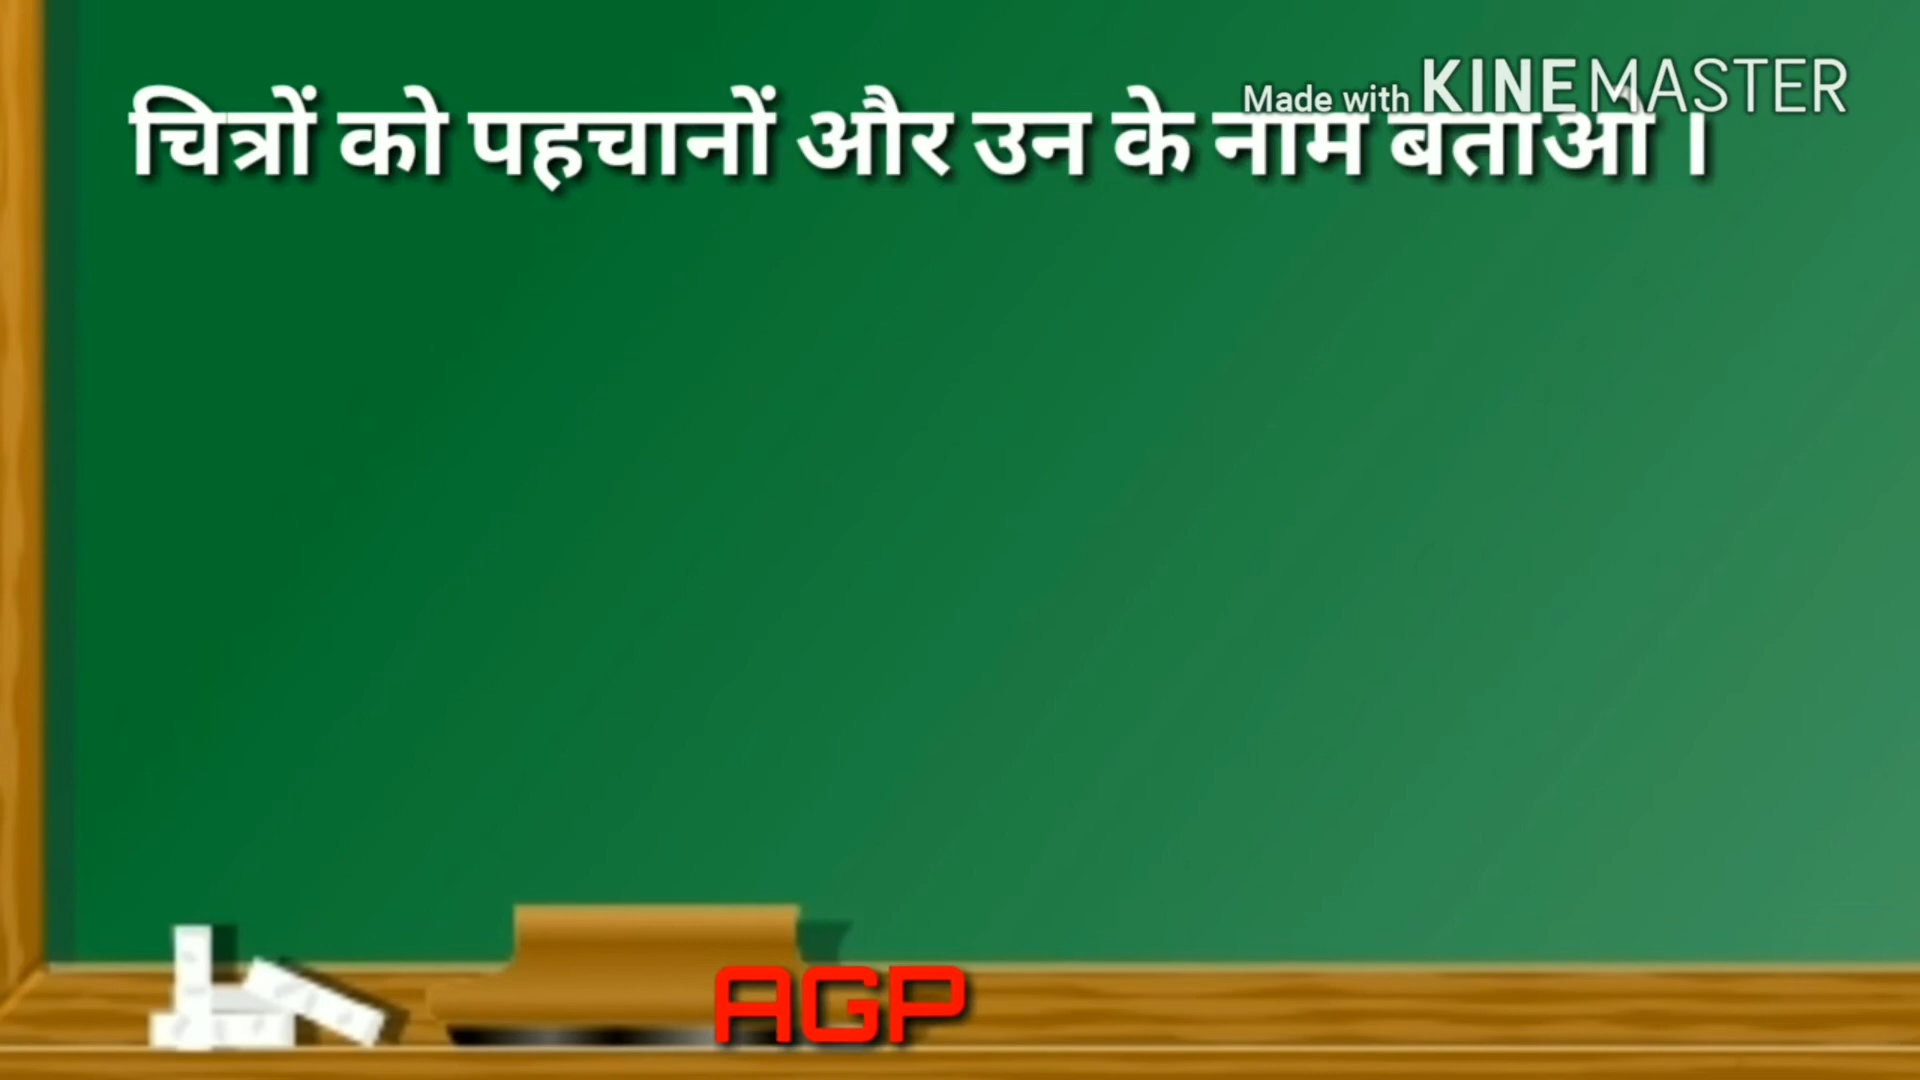 Made with KINEMASTER
चित्रों को पहचानों और उन के नाम बताओ ।
AGP